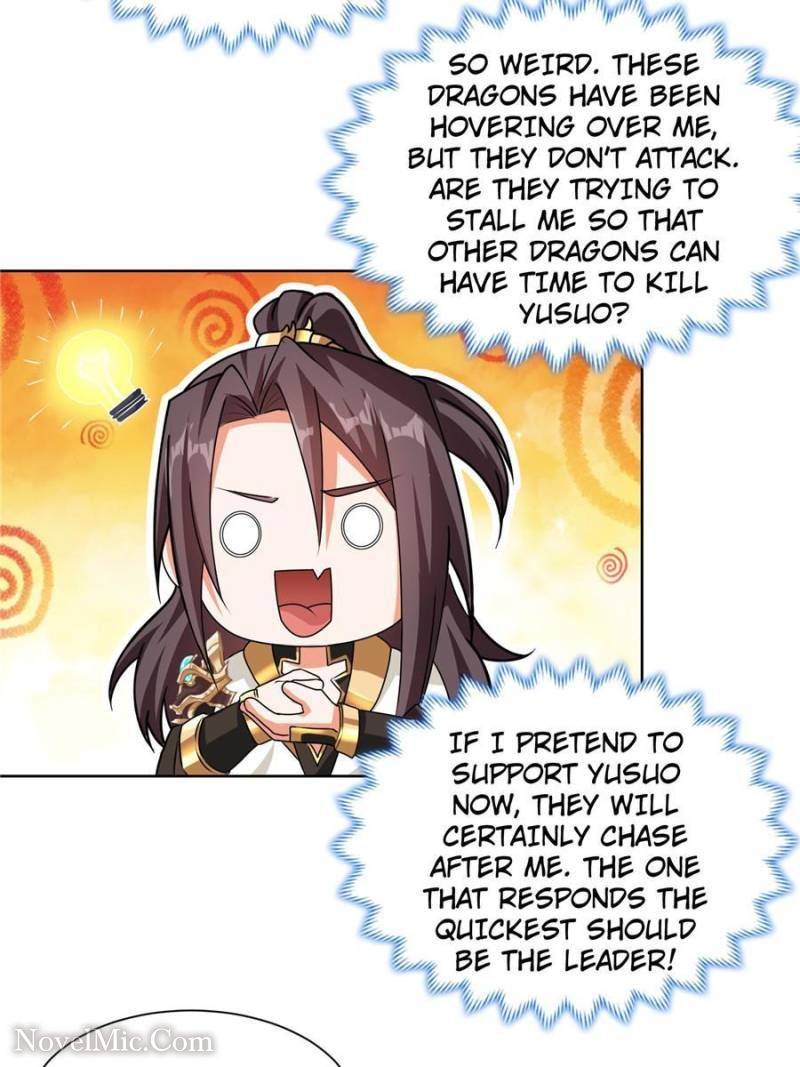 SO WEIRD. THESE
DRAGONS HAVE BEEN
HOVERING OVER ME,
BUT THEY DON'T ATTACK.
ARE THEY TRYING TO
STALL ME SO THAT
OTHER DRAGONS CAN
HAVE TIME TO KILL
YUSUO?
IF I PRETEND TO
SUPPORT YUSUO
NOW, THEY WILL
CERTAINLY CHASE
AFTER ME. THE ONE
THAT RESPONDS THE
QUICKEST SHOULD
BE THE LEADER!
NovelMic.Com